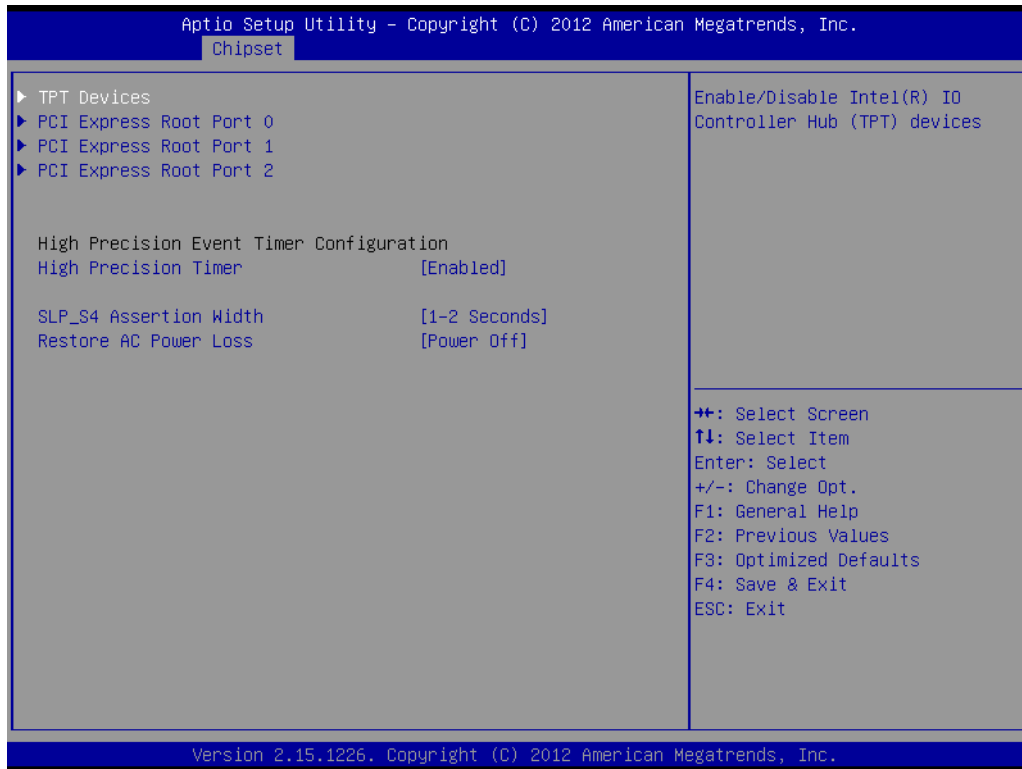 Aptio Setup Utility – Copyright (C) 2012 American Megatrends, Inc.
Chipset
▶ TPT Devices
▶ PCI Express Root Port 0
▶ PCI Express Root Port 1
▶ PCI Express Root Port 2
High Precision Event Timer Configuration
High Precision Timer [Enabled]
SLP_S4 Assertion Width [1-2 Seconds]
Restore AC Power Loss [Power Off]
Enable/Disable Intel(R) IO
Controller Hub (TPT) devices
→←: Select Screen
↑↓: Select Item
Enter: Select
+/-: Change Opt.
F1: General Help
F2: Previous Values
F3: Optimized Defaults
F4: Save & Exit
ESC: Exit
Version 2.15.1226. Copyright (C) 2012 American Megatrends, Inc.